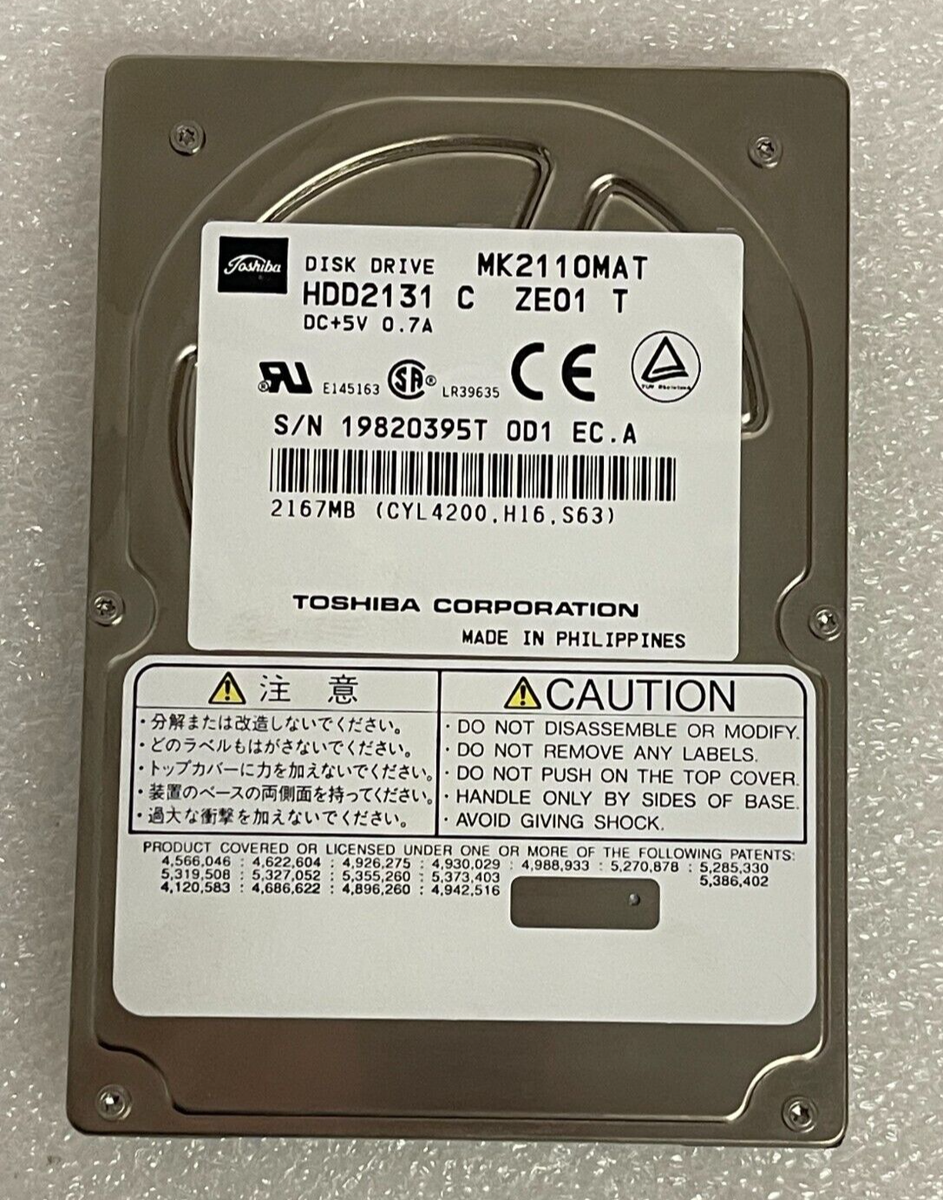 Toshiba
DISK DRIVE MK2110MAT
HDD2131 C ZE01 T
DC+5V 0.7A
E145163 SA® LR39635 CE
S/N 19820395T 0D1 EC.A
2167MB (CYL4200,H16,S63)
TOSHIBA CORPORATION
MADE IN PHILIPPINES
注 意
・分解または改造しないでください。
・どのラベルもはがさないでください。
・トップカバーに力を加えないでください。
・装置のベースの両側面を持ってください。
・過大な衝撃を加えないでください。
CAUTION
· DO NOT DISASSEMBLE OR MODIFY.
· DO NOT REMOVE ANY LABELS.
· DO NOT PUSH ON THE TOP COVER.
· HANDLE ONLY BY SIDES OF BASE.
· AVOID GIVING SHOCK.
PRODUCT COVERED OR LICENSED UNDER ONE OR MORE OF THE FOLLOWING PATENTS:
4,566,046 : 4,622,604 : 4,926,275 : 4,930,029 : 4,988,933 : 5,270,878 : 5,285,330
5,319,508 : 5,327,052 : 5,355,260 : 5,373,403 5,386,402
4,120,583 : 4,686,622 : 4,896,260 : 4,942,516